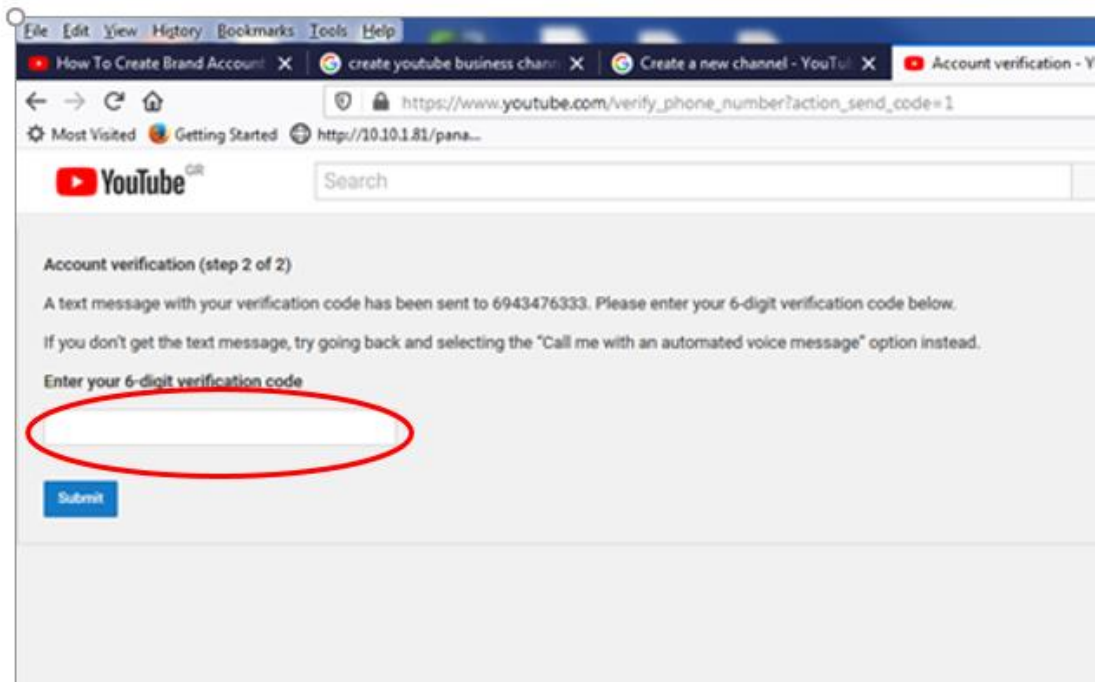 File Edit View History Bookmarks Tools Help
How To Create Brand Account create youtube business chann Create a new channel - YouTu Account verification - Y
https://www.youtube.com/verify_phone_number?action_send_code=1
Most Visited Getting Started http://10.10.1.81/pana...
YouTube GR Search
Account verification (step 2 of 2)
A text message with your verification code has been sent to 6943476333. Please enter your 6-digit verification code below.
If you don't get the text message, try going back and selecting the "Call me with an automated voice message" option instead.
Enter your 6-digit verification code
Submit